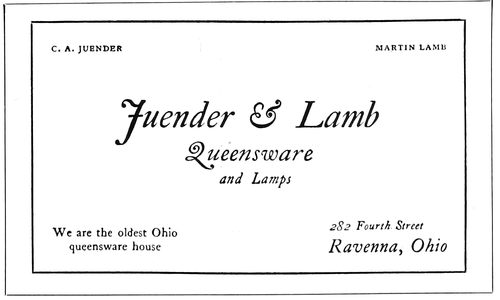 C. A. JUENDER
MARTIN LAMB
Juender & Lamb
Queensware
and Lamps
We are the oldest Ohio
queensware house
282 Fourth Street
Ravenna, Ohio